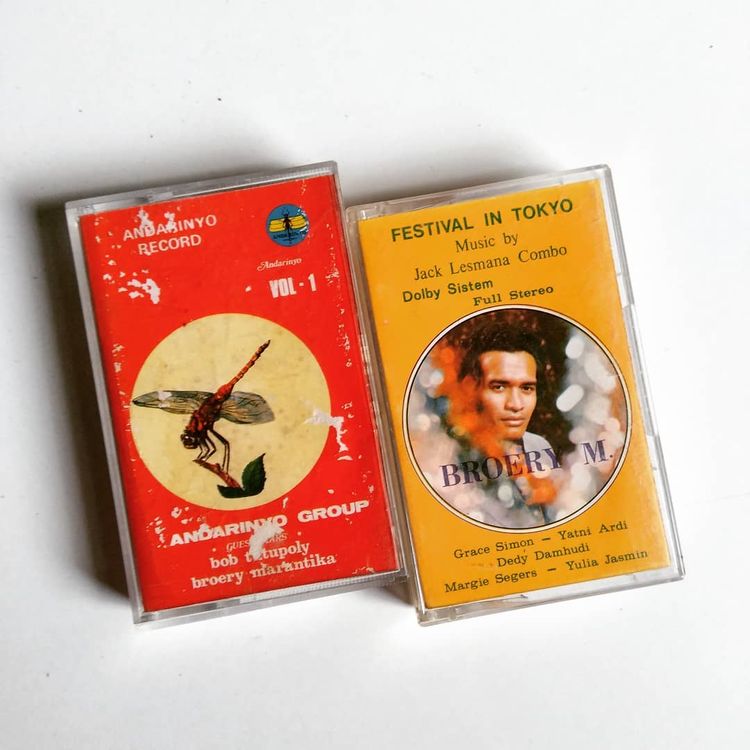 ANDARINYO
RECORD
Andarinyo
VOL - 1
ANDARINYO GROUP
bob tutupoly
broery marantika
FESTIVAL IN TOKYO
Music by
Jack Lesmana Combo
Dolby Sistem
Full Stereo
BROERY M.
Grace Simon – Yatni Ardi
Dedy Damhudi
Margie Segers – Yulia Jasmin